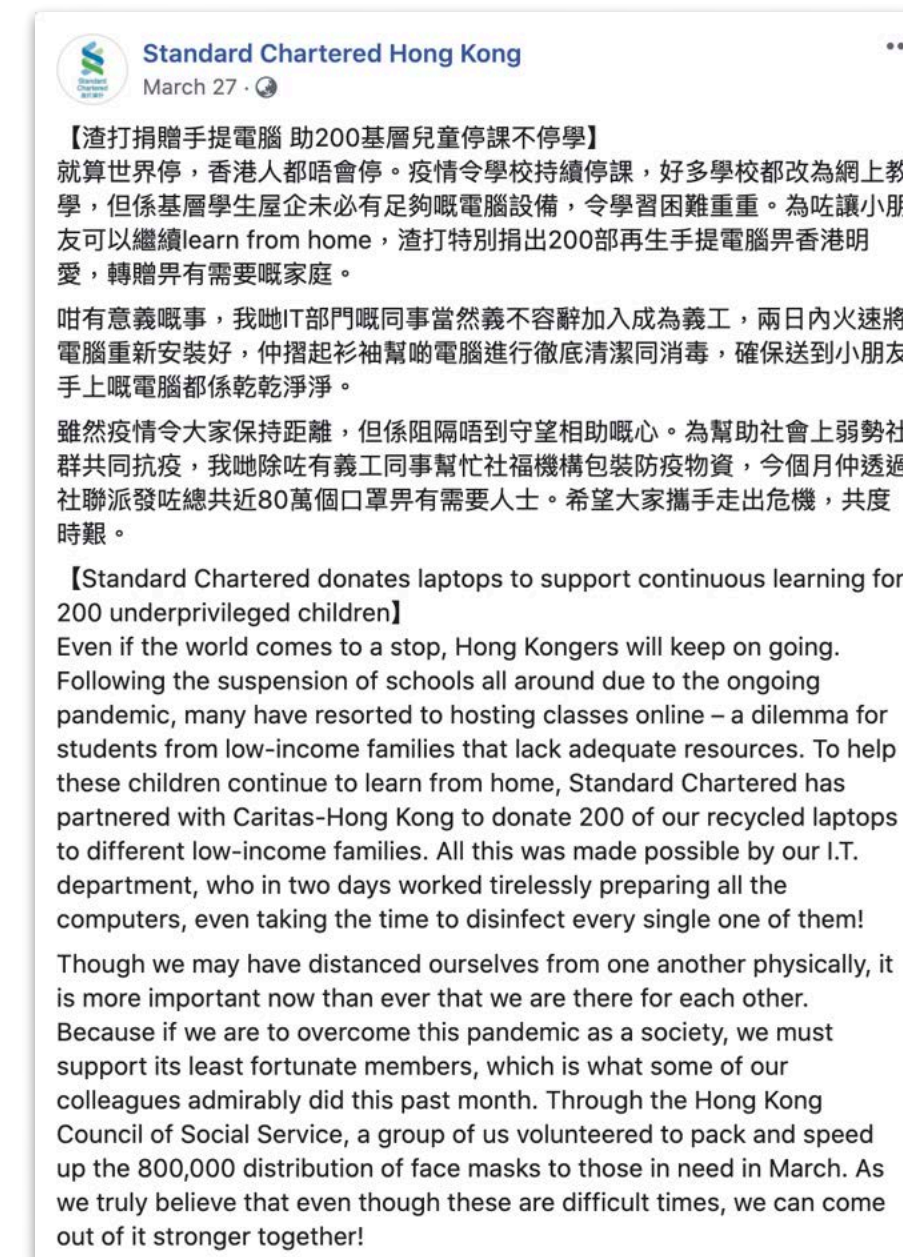 Standard Chartered
渣打銀行
Standard Chartered Hong Kong
March 27 ·
【渣打捐贈手提電腦 助200基層兒童停課不停學】
就算世界停，香港人都唔會停。疫情令學校持續停課，好多學校都改為網上教
學，但係基層學生屋企未必有足夠嘅電腦設備，令學習困難重重。為咗讓小朋
友可以繼續learn from home，渣打特別捐出200部再生手提電腦畀香港明
愛，轉贈畀有需要嘅家庭。
咁有意義嘅事，我哋IT部門嘅同事當然義不容辭加入成為義工，兩日內火速將
電腦重新安裝好，仲摺起衫袖幫啲電腦進行徹底清潔同消毒，確保送到小朋友
手上嘅電腦都係乾乾淨淨。
雖然疫情令大家保持距離，但係阻隔唔到守望相助嘅心。為幫助社會上弱勢社
群共同抗疫，我哋除咗有義工同事幫忙社福機構包裝防疫物資，今個月仲透過
社聯派發咗總共近80萬個口罩畀有需要人士。希望大家攜手走出危機，共度
時艱。
【Standard Chartered donates laptops to support continuous learning for
200 underprivileged children】
Even if the world comes to a stop, Hong Kongers will keep on going.
Following the suspension of schools all around due to the ongoing
pandemic, many have resorted to hosting classes online – a dilemma for
students from low-income families that lack adequate resources. To help
these children continue to learn from home, Standard Chartered has
partnered with Caritas-Hong Kong to donate 200 of our recycled laptops
to different low-income families. All this was made possible by our I.T.
department, who in two days worked tirelessly preparing all the
computers, even taking the time to disinfect every single one of them!
Though we may have distanced ourselves from one another physically, it
is more important now than ever that we are there for each other.
Because if we are to overcome this pandemic as a society, we must
support its least fortunate members, which is what some of our
colleagues admirably did this past month. Through the Hong Kong
Council of Social Service, a group of us volunteered to pack and speed
up the 800,000 distribution of face masks to those in need in March. As
we truly believe that even though these are difficult times, we can come
out of it stronger together!